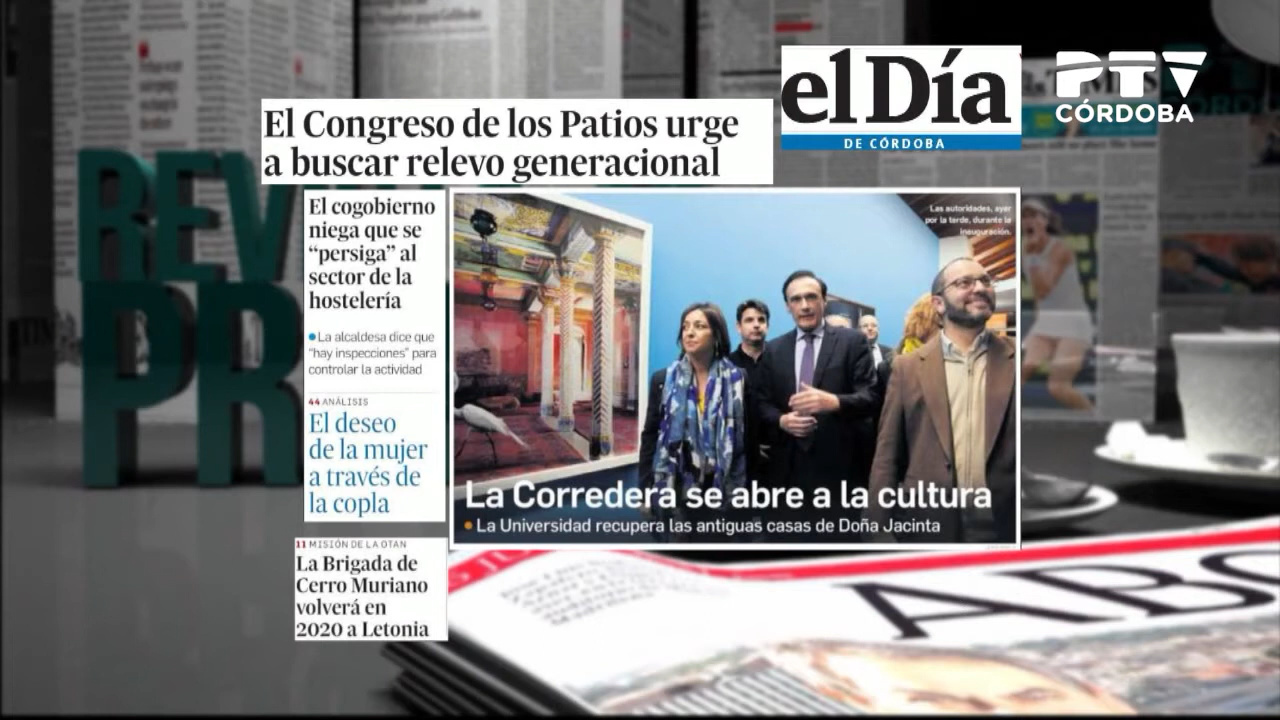 El Congreso de los Patios urge
a buscar relevo generacional
el Día
DE CÓRDOBA
PTV
CÓRDOBA
El cogobierno
niega que se
“persiga” al
sector de la
hostelería
• La alcaldesa dice que
“hay inspecciones” para
controlar la actividad
44 ANÁLISIS
El deseo
de la mujer
a través de
la copla
11 MISIÓN DE LA OTAN
La Brigada de
Cerro Muriano
volverá en
2020 a Letonia
Las autoridades, ayer
por la tarde, durante la
inauguración.
La Corredera se abre a la cultura
• La Universidad recupera las antiguas casas de Doña Jacinta
REV
PR
ABC